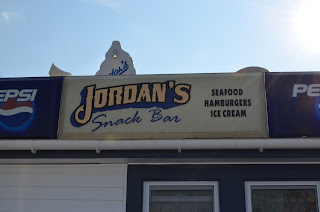 PEPSI
JORDAN'S
Snack Bar
SEAFOOD
HAMBURGERS
ICE CREAM
PE